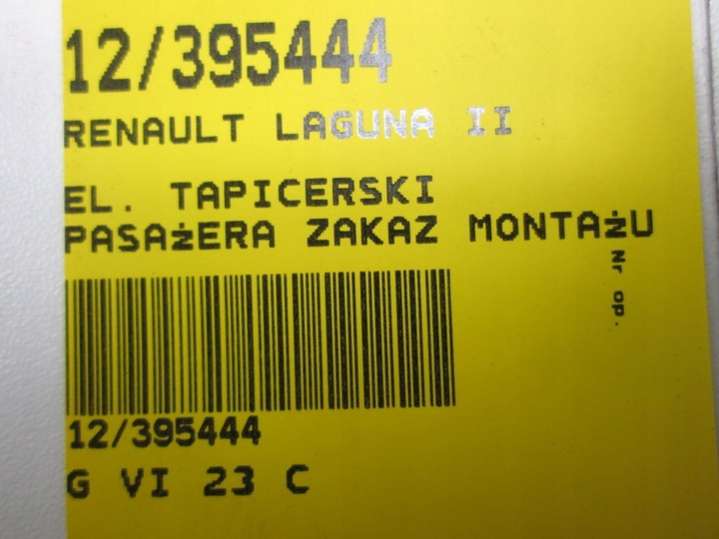 12/395444
RENAULT LAGUNA II
EL. TAPICERSKI
PASAżERA ZAKAZ MONTAżU
Nr op.
12/395444
G VI 23 C